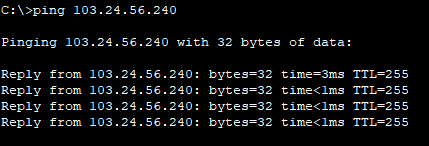 C:\>ping 103.24.56.240
Pinging 103.24.56.240 with 32 bytes of data:
Reply from 103.24.56.240: bytes=32 time=3ms TTL=255
Reply from 103.24.56.240: bytes=32 time<1ms TTL=255
Reply from 103.24.56.240: bytes=32 time<1ms TTL=255
Reply from 103.24.56.240: bytes=32 time<1ms TTL=255